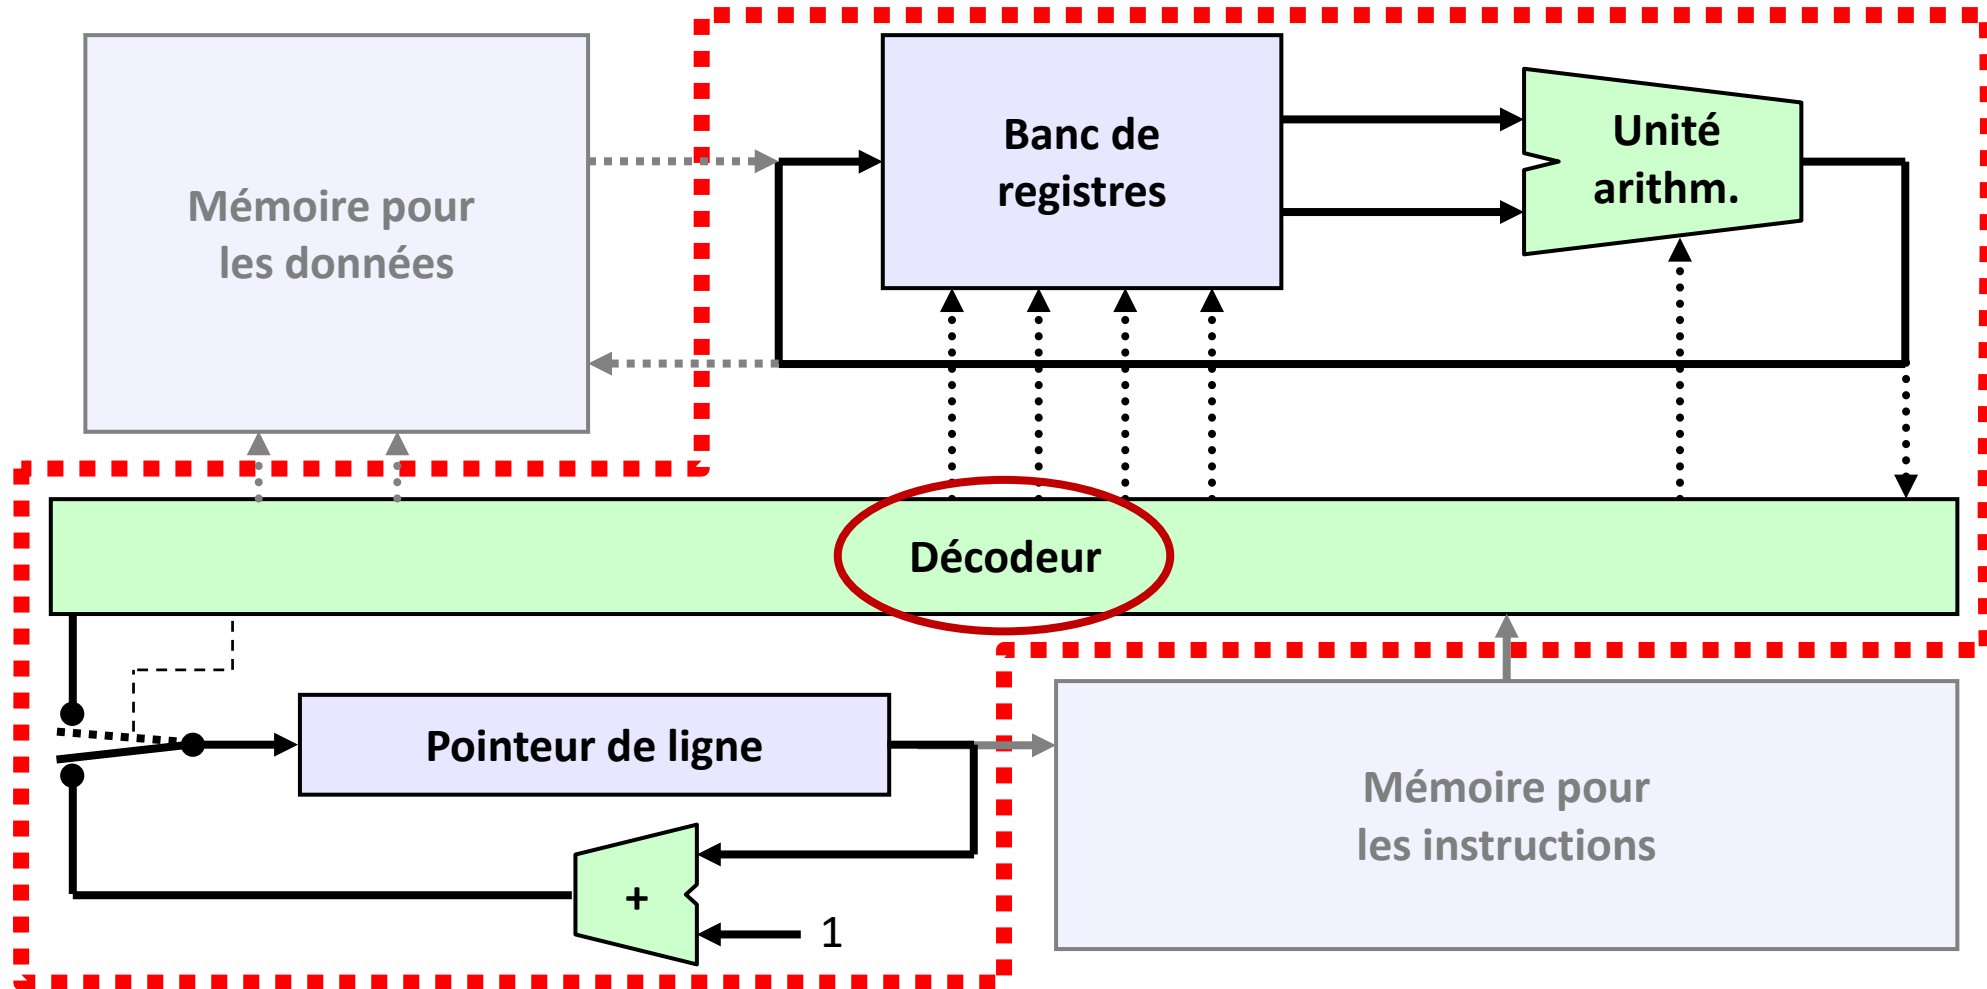 Mémoire pour
les données
Banc de
registres
Unité
arithm.
Décodeur
Pointeur de ligne
+
1
Mémoire pour
les instructions